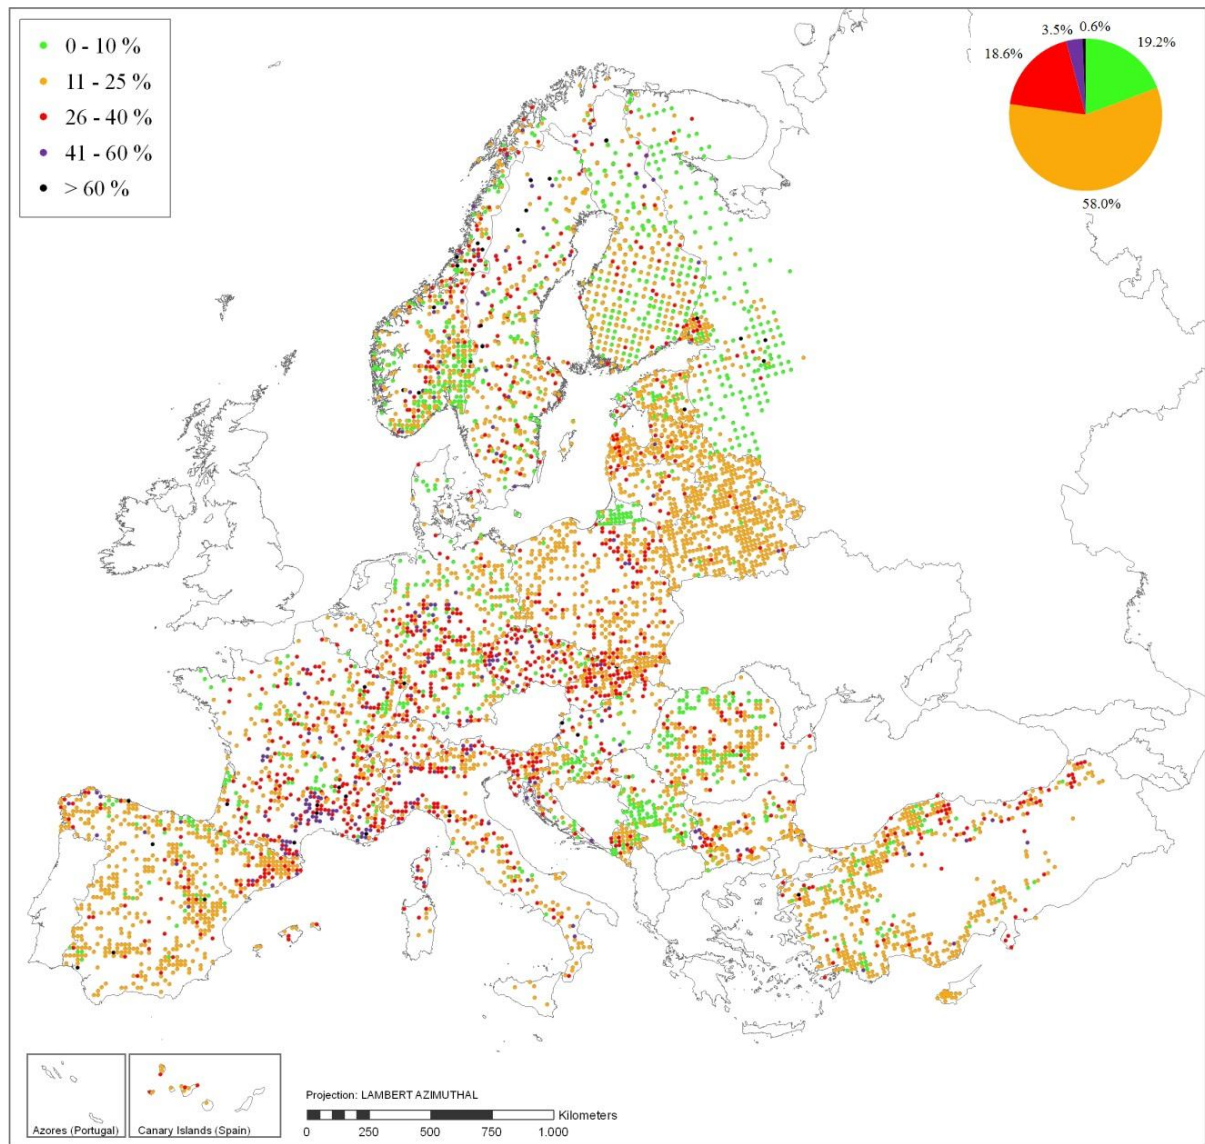 0 - 10 %
11 - 25 %
26 - 40 %
41 - 60 %
> 60 %
3.5%
0.6%
18.6%
19.2%
58.0%
Azores (Portugal)
Canary Islands (Spain)
Projection: LAMBERT AZIMUTHAL
Kilometers
0 250 500 750 1.000